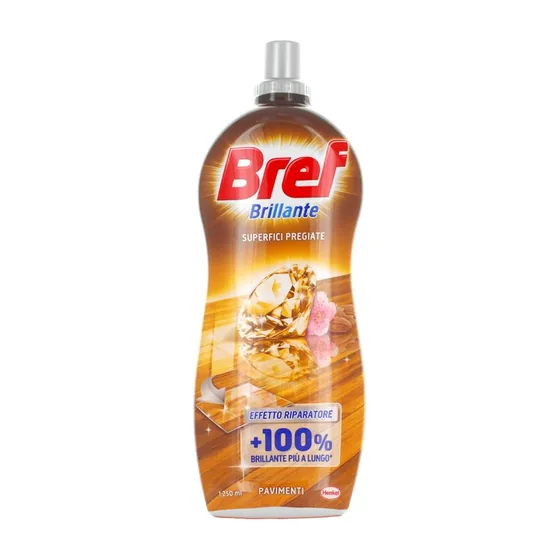 Bref
Brillante
SUPERFICI PREGIATE
EFFETTO RIPARATORE
+100%
BRILLANTE PIÙ A LUNGO*
1250 ml
PAVIMENTI
Henkel